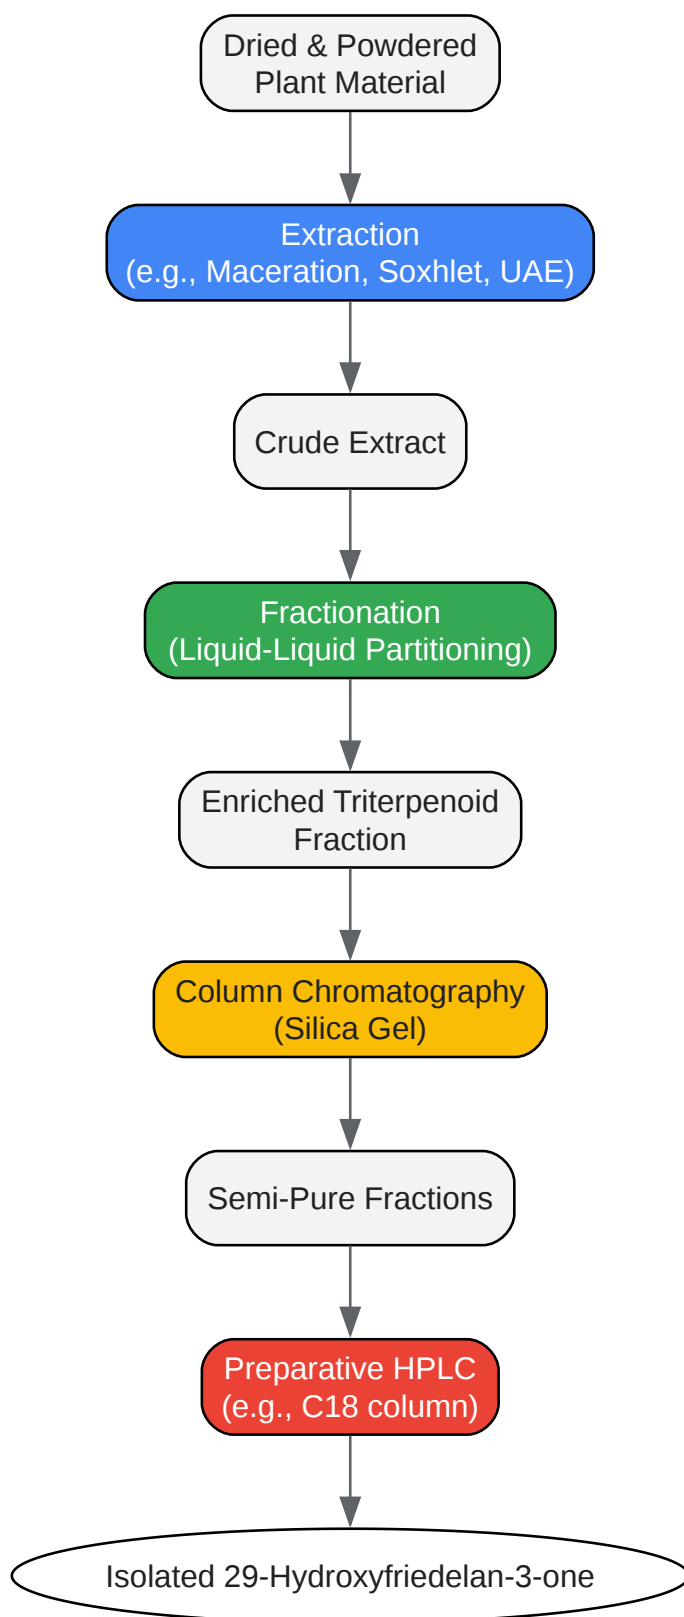 Dried & Powdered
Plant Material
Extraction
(e.g., Maceration, Soxhlet, UAE)
Crude Extract
Fractionation
(Liquid-Liquid Partitioning)
Enriched Triterpenoid
Fraction
Column Chromatography
(Silica Gel)
Semi-Pure Fractions
Preparative HPLC
(e.g., C18 column)
Isolated 29-Hydroxyfriedelan-3-one